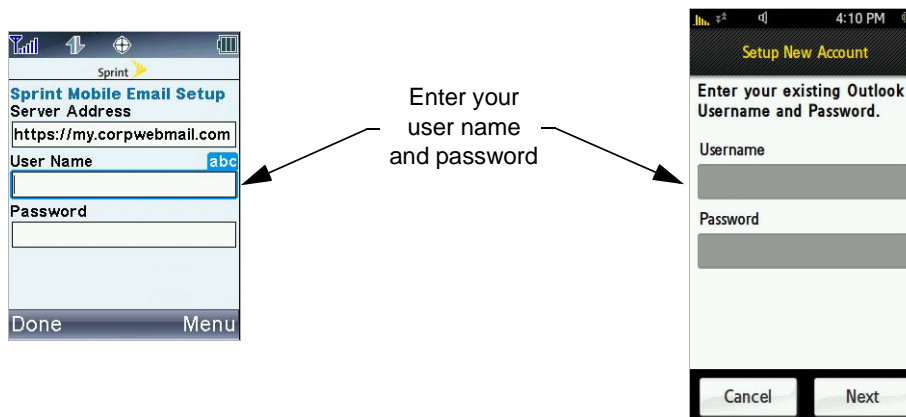 Sprint
Sprint Mobile Email Setup
Server Address
https://my.corpwebmail.com
User Name
abc
Password
Done
Menu
Enter your
user name
and password
4:10 PM
Setup New Account
Enter your existing Outlook
Username and Password.
Username
Password
Cancel
Next